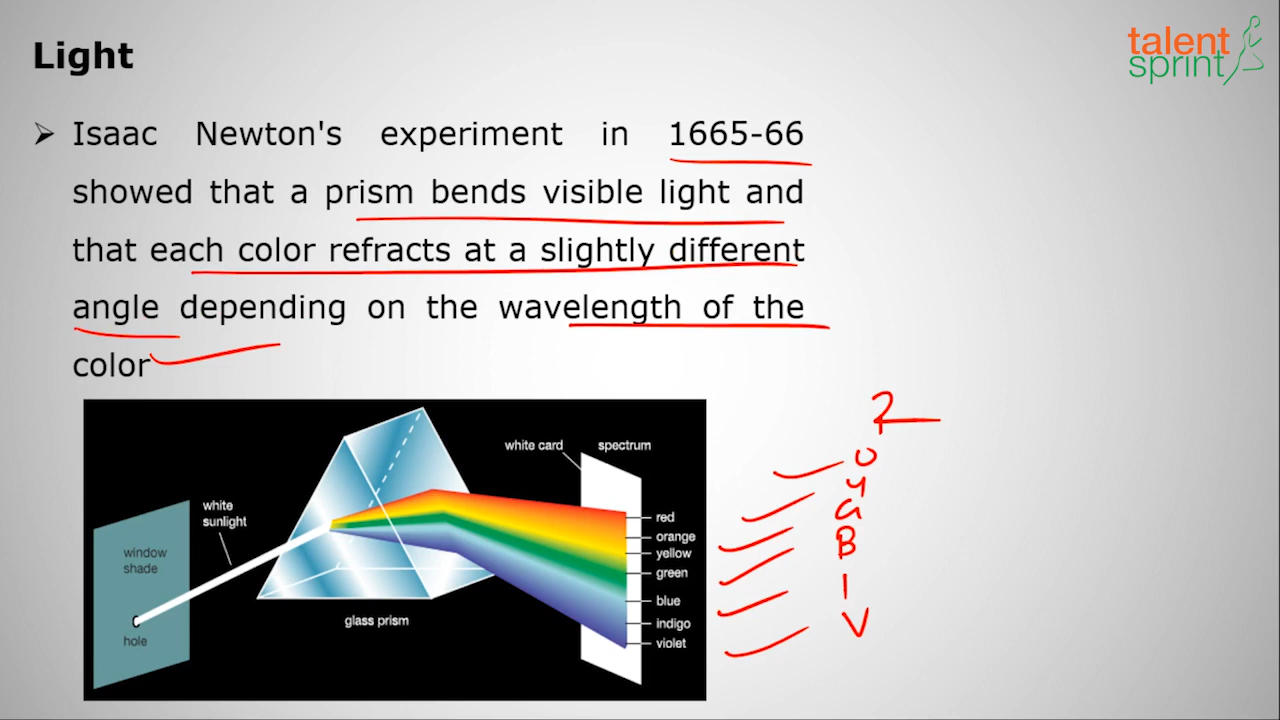 Light
talent
sprint
➢ Isaac Newton's experiment in 1665-66
showed that a prism bends visible light and
that each color refracts at a slightly different
angle depending on the wavelength of the
color
white card
spectrum
white
sunlight
window
shade
hole
glass prism
red
orange
yellow
green
blue
indigo
violet
R
O
Y
G
B
I
V